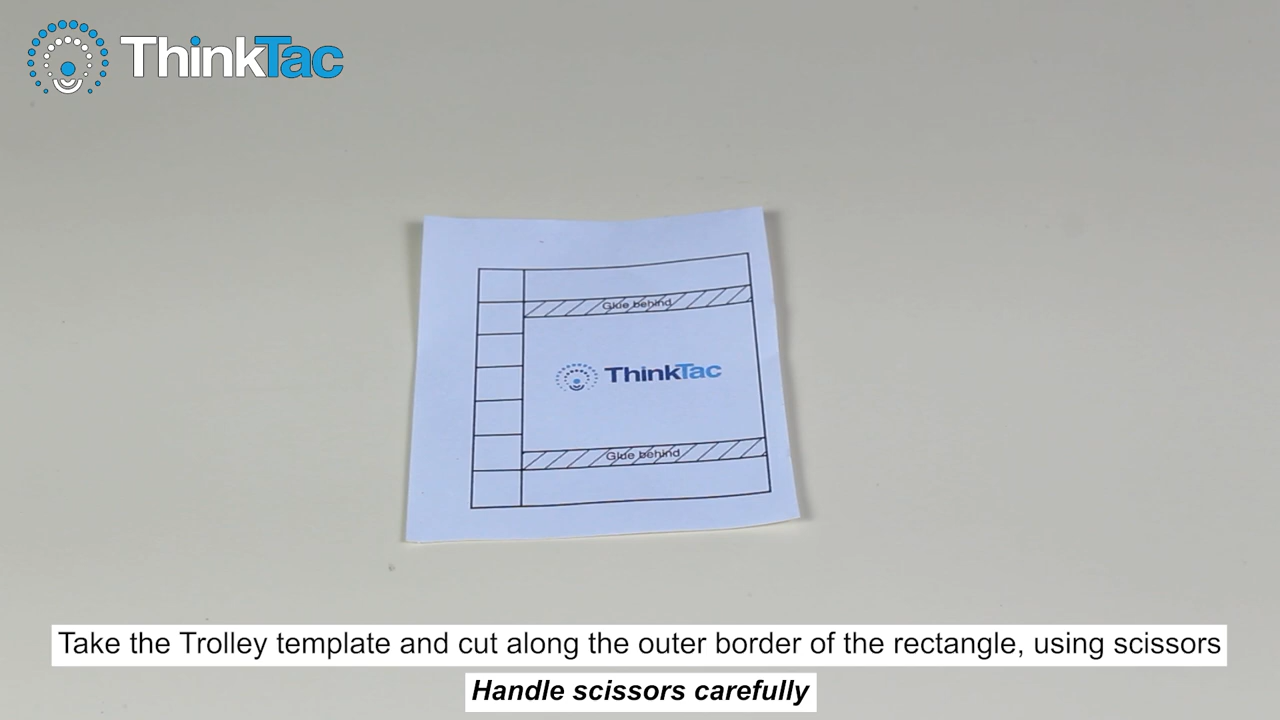 ThinkTac
Glue behind
ThinkTac
Glue behind
Take the Trolley template and cut along the outer border of the rectangle, using scissors
Handle scissors carefully